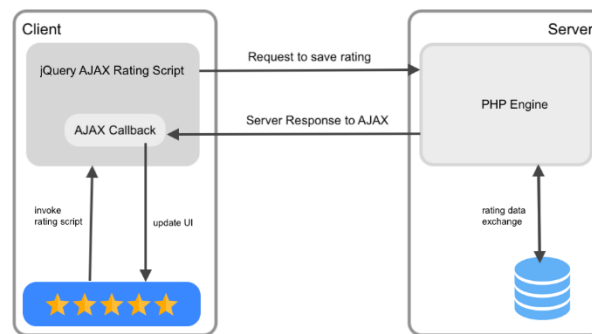 Client
Server
jQuery AJAX Rating Script
Request to save rating
PHP Engine
AJAX Callback
Server Response to AJAX
invoke
rating script
update UI
rating data
exchange